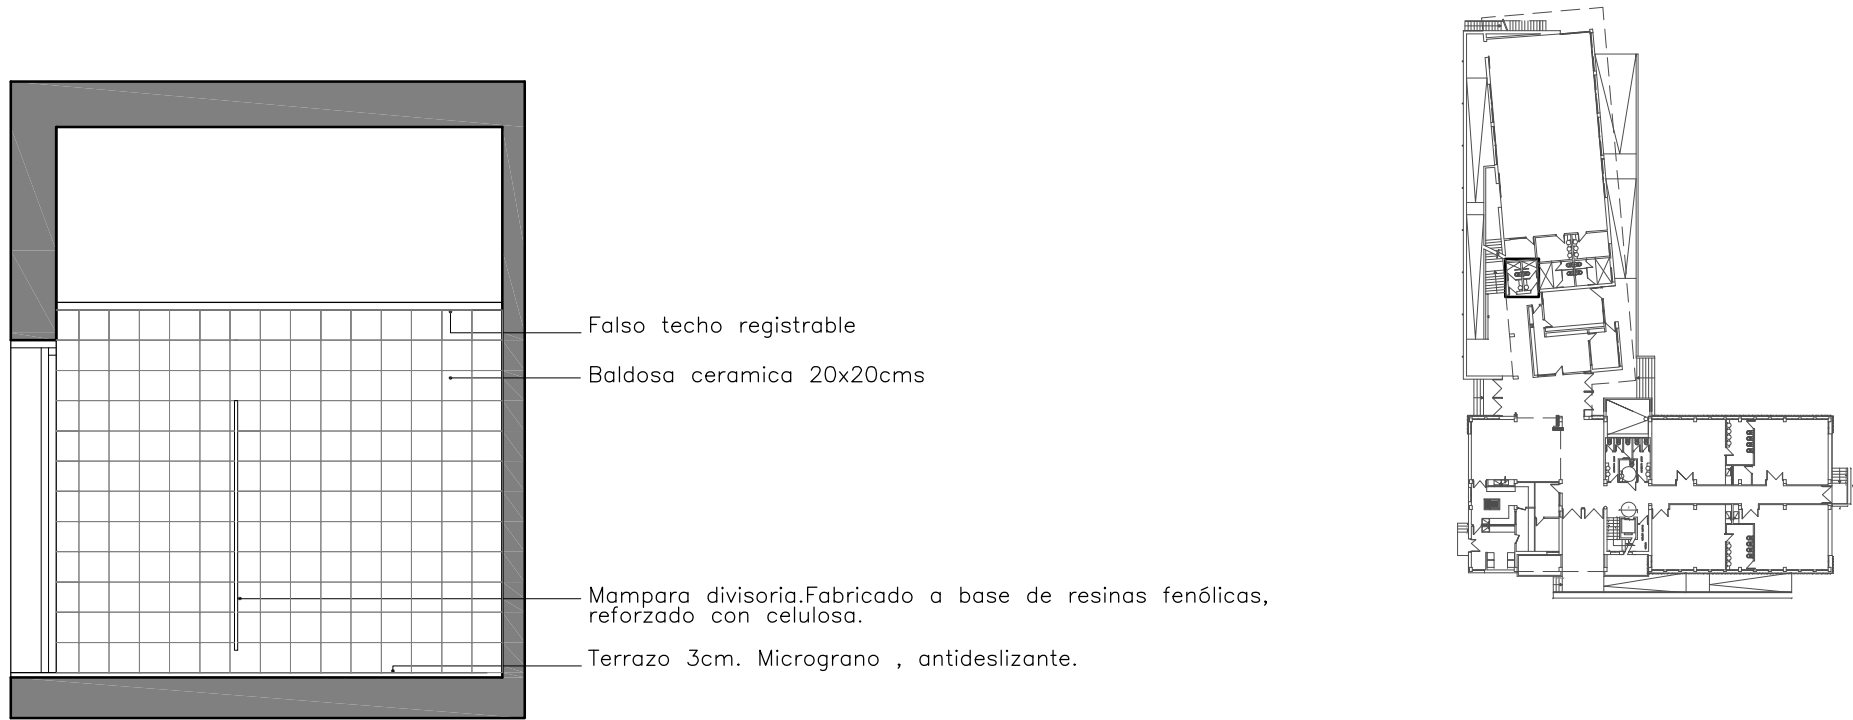 Falso techo registrable
Baldosa ceramica 20x20cms
Mampara divisoria.Fabricado a base de resinas fenólicas,
reforzado con celulosa.
Terrazo 3cm. Micrograno , antideslizante.